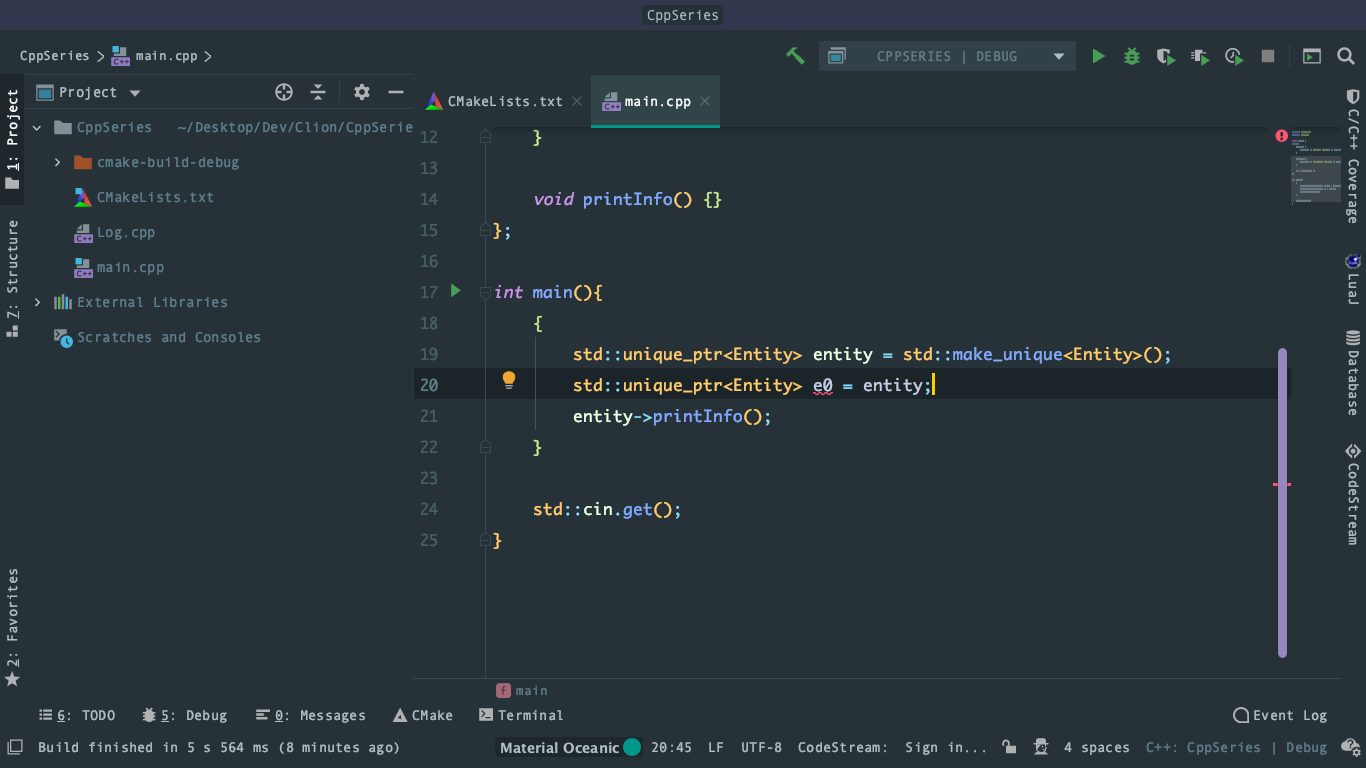 CppSeries
CppSeries > main.cpp >
CPPSERIES | DEBUG
1: Project
Z: Structure
2: Favorites
Project
CppSeries ~/Desktop/Dev/Clion/CppSerie
cmake-build-debug
CMakeLists.txt
Log.cpp
main.cpp
External Libraries
Scratches and Consoles
CMakeLists.txt
main.cpp
12 }
13
14 void printInfo() {}
15 };
16
17 int main(){
18 {
19 std::unique_ptr<Entity> entity = std::make_unique<Entity>();
20 std::unique_ptr<Entity> e0 = entity;
21 entity->printInfo();
22 }
23
24 std::cin.get();
25 }
f main
C/C++ Coverage
LuaJ
Database
CodeStream
6: TODO 5: Debug 0: Messages CMake Terminal Event Log
Build finished in 5 s 564 ms (8 minutes ago) Material Oceanic 20:45 LF UTF-8 CodeStream: Sign in... 4 spaces C++: CppSeries | Debug